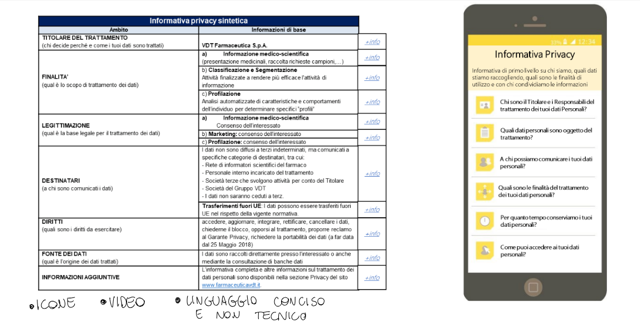 Informativa privacy sintetica
Ambito
Informazioni di base
TITOLARE DEL TRATTAMENTO
(chi decide perché e come i tuoi dati sono trattati)
VDT Farmaceutica S.p.A.
+info
FINALITA'
(qual è lo scopo di trattamento dei dati)
a) Informazione medico-scientifica
(presentazione medicinali, raccolta richieste campioni,…)
+info
b) Classificazione e Segmentazione
Attività finalizzate a rendere più efficace l'attività di
informazione
+info
c) Profilazione
Analisi automatizzate di caratteristiche e comportamenti
dell'individuo per determinare specifici "profili"
+info
LEGITTIMAZIONE
(qual è la base legale per il trattamento dei dati)
a) Informazione medico-scientifica
Consenso dell'interessato
b) Marketing: consenso dell'interessato
c) Profilazione: consenso dell'interessato
+info
+info
DESTINATARI
(a chi sono comunicati i dati)
I dati non sono diffusi a terzi indeterminati, ma comunicati a
specifiche categorie di destinatari, tra cui:
- Rete di informatori scientifici del farmaco
- Personale interno incaricato del trattamento
- Società terze che svolgono attività per conto del Titolare
- Società del Gruppo VDT
- I dati non saranno ceduti a terzi.
+info
Trasferimenti fuori UE: I dati possono essere trasferiti fuori
UE nel rispetto della vigente normativa.
+info
DIRITTI
(quali sono i diritti da esercitare)
accedere, aggiornare, integrare, rettificare, cancellare i dati,
chiederne il blocco, opporsi al trattamento, proporre reclamo
al Garante Privacy, richiedere la portabilità dei dati (a far data
dal 25 Maggio 2018)
+info
FONTE DEI DATI
(qual è l'origine dei dati trattati)
I dati sono raccolti direttamente presso l'interessato o anche
mediante la consultazione di banche dati
+info
INFORMAZIONI AGGIUNTIVE
L'informativa completa e altre informazioni sul trattamento dei
dati personali sono disponibili nella sezione Privacy del sito
www.farmaceuticavdt.it
+info
12:34
Informativa Privacy
Informativa di primo livello su chi siamo, quali dati
stiamo raccogliendo, quali sono le finalità di
utilizzo e con chi condividiamo le informazioni
Chi sono il Titolare e i Responsabili del
trattamento dei tuoi dati Personali?
Quali dati personali sono oggetto del
trattamento?
A chi possiamo comunicare i tuoi dati
personali?
Quali sono le finalità del trattamento
dei tuoi dati personali?
Per quanto tempo conserviamo i tuoi
dati personali?
Come puoi accedere ai tuoi dati
personali?
• ICONE • VIDEO • LINGUAGGIO CONCISO
E NON TECNICO